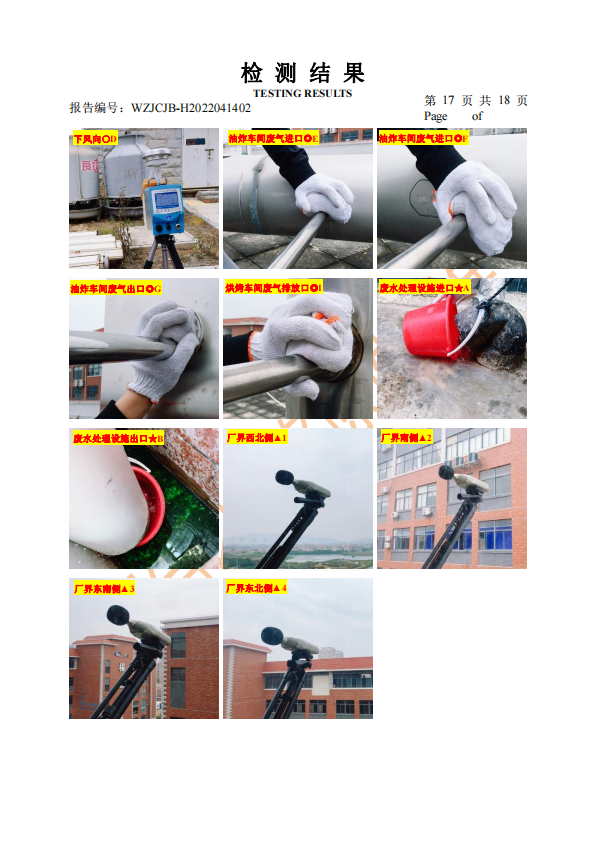 检测结果
TESTING RESULTS
报告编号：WZJCJB-H2022041402
第 17 页 共 18 页
Page of
下风向○D
油炸车间废气进口◎E
油炸车间废气进口◎F
油炸车间废气出口◎G
烘烤车间废气排放口◎I
废水处理设施进口★A
废水处理设施出口★B
厂界西北侧▲1
厂界南侧▲2
厂界东南侧▲3
厂界东北侧▲4